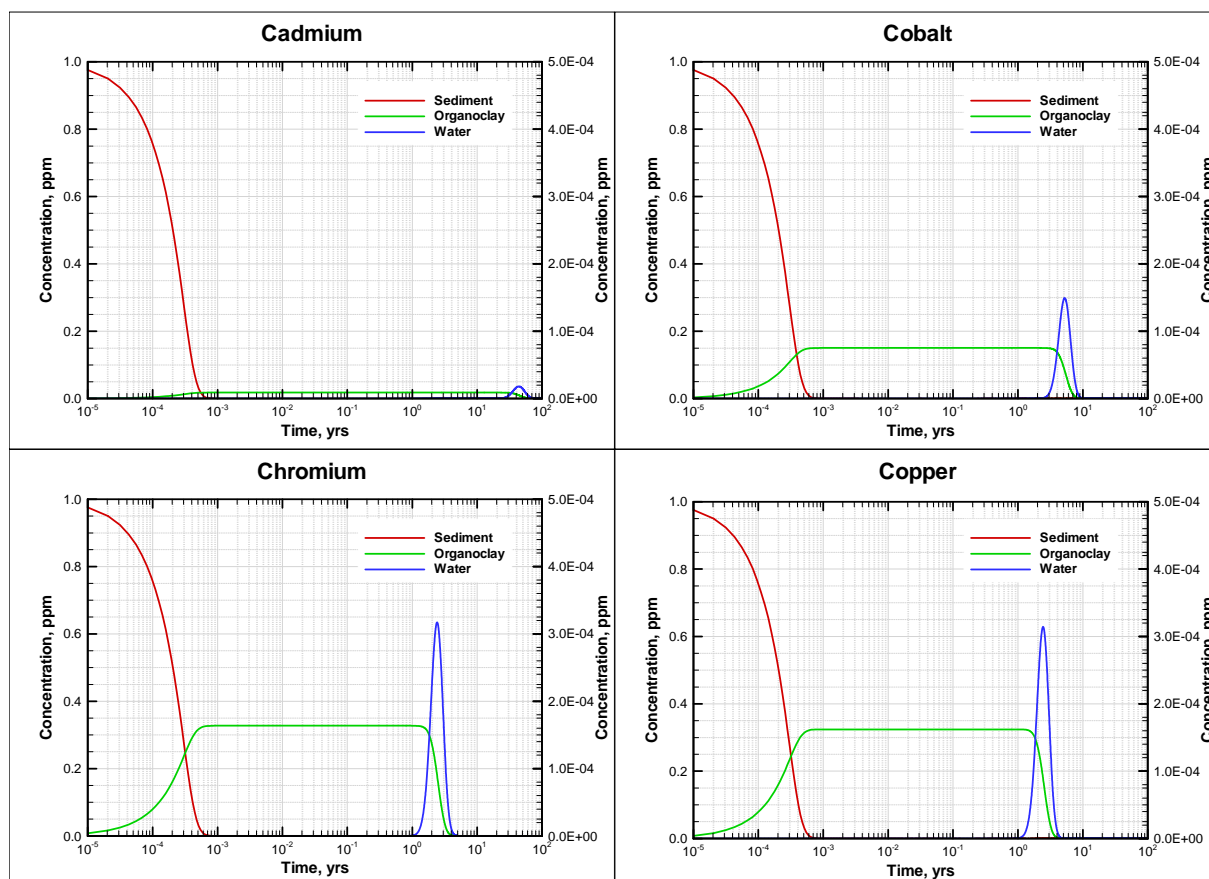 Cadmium
Concentration, ppm
1.0
0.8
0.6
0.4
0.2
0.0
Sediment
Organoclay
Water
5.0E-04
4.0E-04
3.0E-04
2.0E-04
1.0E-04
0.0E+00
Concentration, ppm
10-5 10-4 10-3 10-2 10-1 100 101 102
Time, yrs
Cobalt
Concentration, ppm
1.0
0.8
0.6
0.4
0.2
0.0
Sediment
Organoclay
Water
5.0E-04
4.0E-04
3.0E-04
2.0E-04
1.0E-04
0.0E+00
Concentration, ppm
10-5 10-4 10-3 10-2 10-1 100 101 102
Time, yrs
Chromium
Concentration, ppm
1.0
0.8
0.6
0.4
0.2
0.0
Sediment
Organoclay
Water
5.0E-04
4.0E-04
3.0E-04
2.0E-04
1.0E-04
0.0E+00
Concentration, ppm
10-5 10-4 10-3 10-2 10-1 100 101 102
Time, yrs
Copper
Concentration, ppm
1.0
0.8
0.6
0.4
0.2
0.0
Sediment
Organoclay
Water
5.0E-04
4.0E-04
3.0E-04
2.0E-04
1.0E-04
0.0E+00
Concentration, ppm
10-5 10-4 10-3 10-2 10-1 100 101 102
Time, yrs